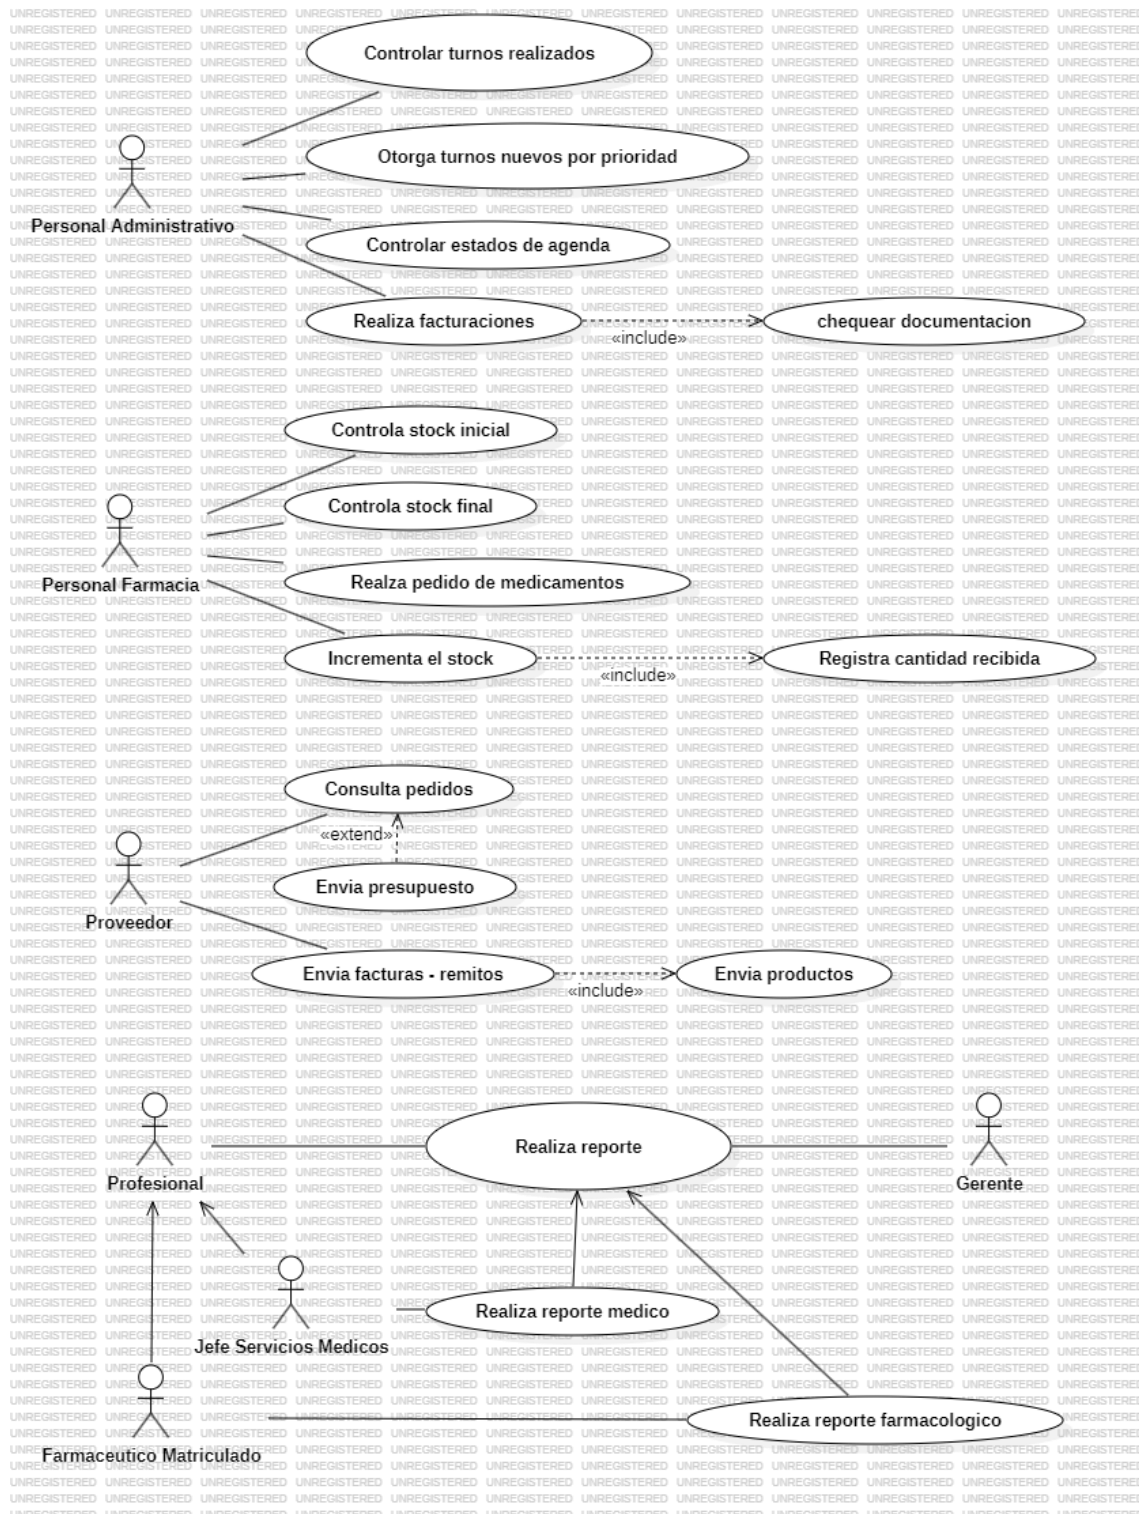 Controlar turnos realizados
Otorga turnos nuevos por prioridad
Personal Administrativo
Controlar estados de agenda
Realiza facturaciones
«include»
chequear documentacion
Controla stock inicial
Controla stock final
Personal Farmacia
Realza pedido de medicamentos
Incrementa el stock
«include»
Registra cantidad recibida
Consulta pedidos
«extend»
Envia presupuesto
Proveedor
Envia facturas - remitos
«include»
Envia productos
Realiza reporte
Profesional
Gerente
Realiza reporte medico
Jefe Servicios Medicos
Realiza reporte farmacologico
Farmaceutico Matriculado
UNREGISTERED